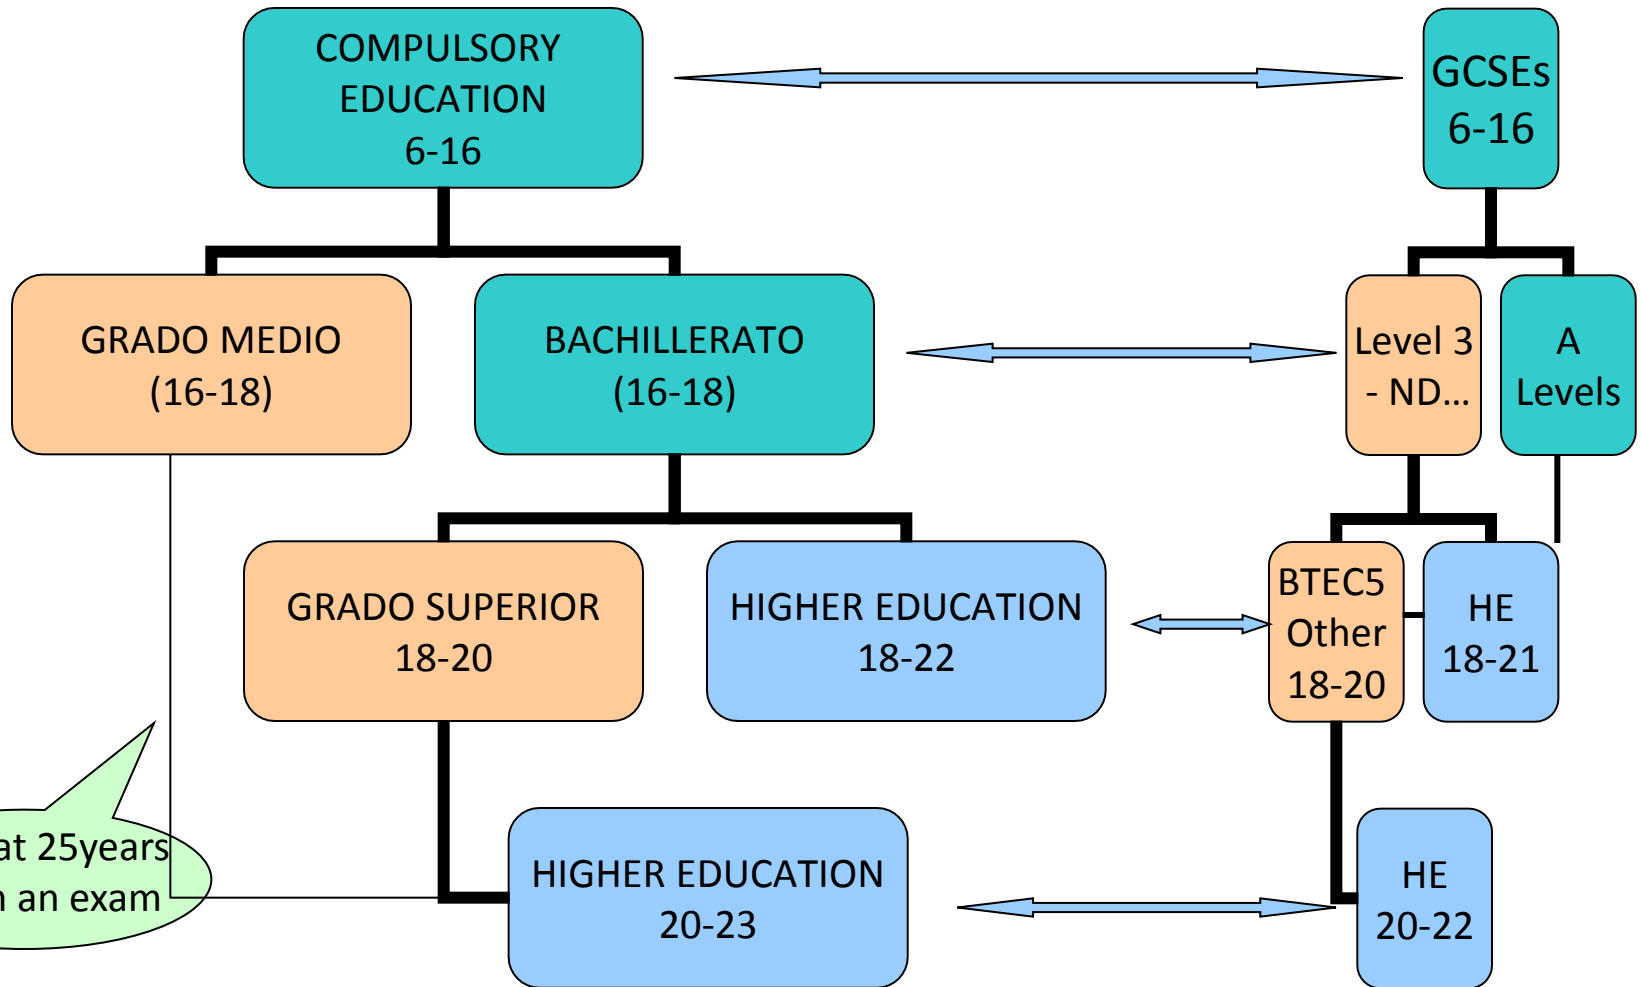 COMPULSORY
EDUCATION
6-16
GCSEs
6-16
GRADO MEDIO
(16-18)
BACHILLERATO
(16-18)
Level 3
- ND...
A
Levels
GRADO SUPERIOR
18-20
HIGHER EDUCATION
18-22
BTEC5
Other
18-20
HE
18-21
at 25years
an exam
HIGHER EDUCATION
20-23
HE
20-22